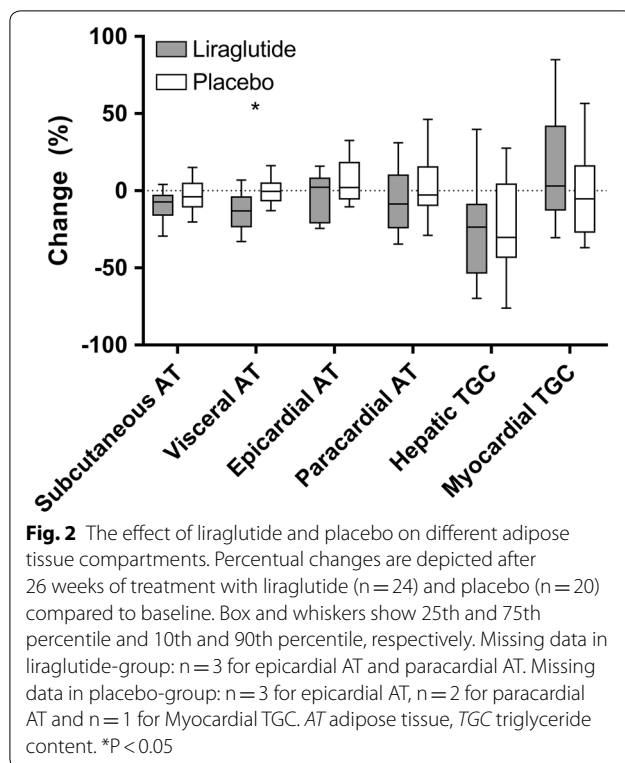 100
50
0
-50
-100
Change (%)
Liraglutide
Placebo
*
Subcutaneous AT
Visceral AT
Epicardial AT
Paracardial AT
Hepatic TGC
Myocardial TGC
Fig. 2 The effect of liraglutide and placebo on different adipose
tissue compartments. Percentual changes are depicted after
26 weeks of treatment with liraglutide (n = 24) and placebo (n = 20)
compared to baseline. Box and whiskers show 25th and 75th
percentile and 10th and 90th percentile, respectively. Missing data in
liraglutide-group: n = 3 for epicardial AT and paracardial AT. Missing
data in placebo-group: n = 3 for epicardial AT, n = 2 for paracardial
AT and n = 1 for Myocardial TGC. AT adipose tissue, TGC triglyceride
content. *P < 0.05